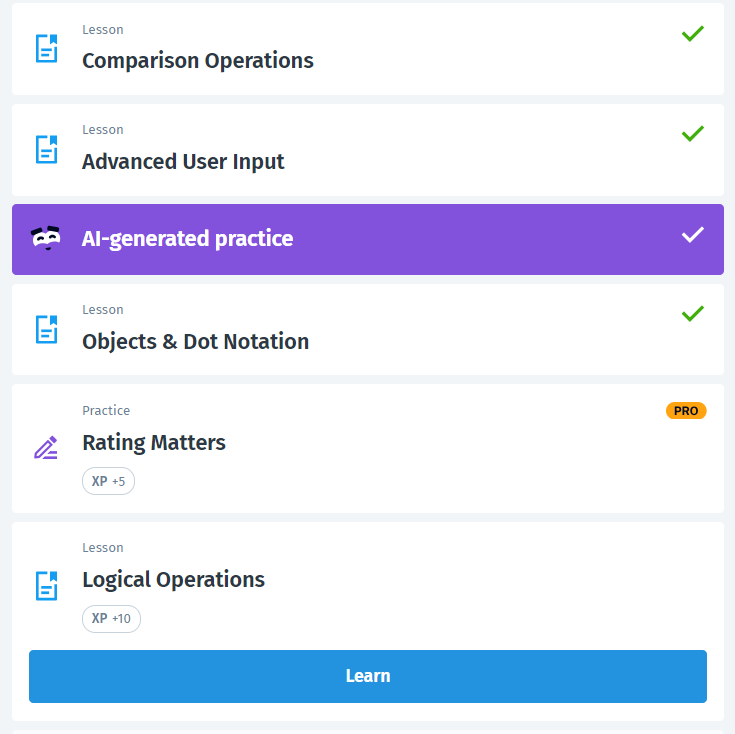 Lesson
Comparison Operations
Lesson
Advanced User Input
AI-generated practice
Lesson
Objects & Dot Notation
Practice
PRO
Rating Matters
XP +5
Lesson
Logical Operations
XP +10
Learn